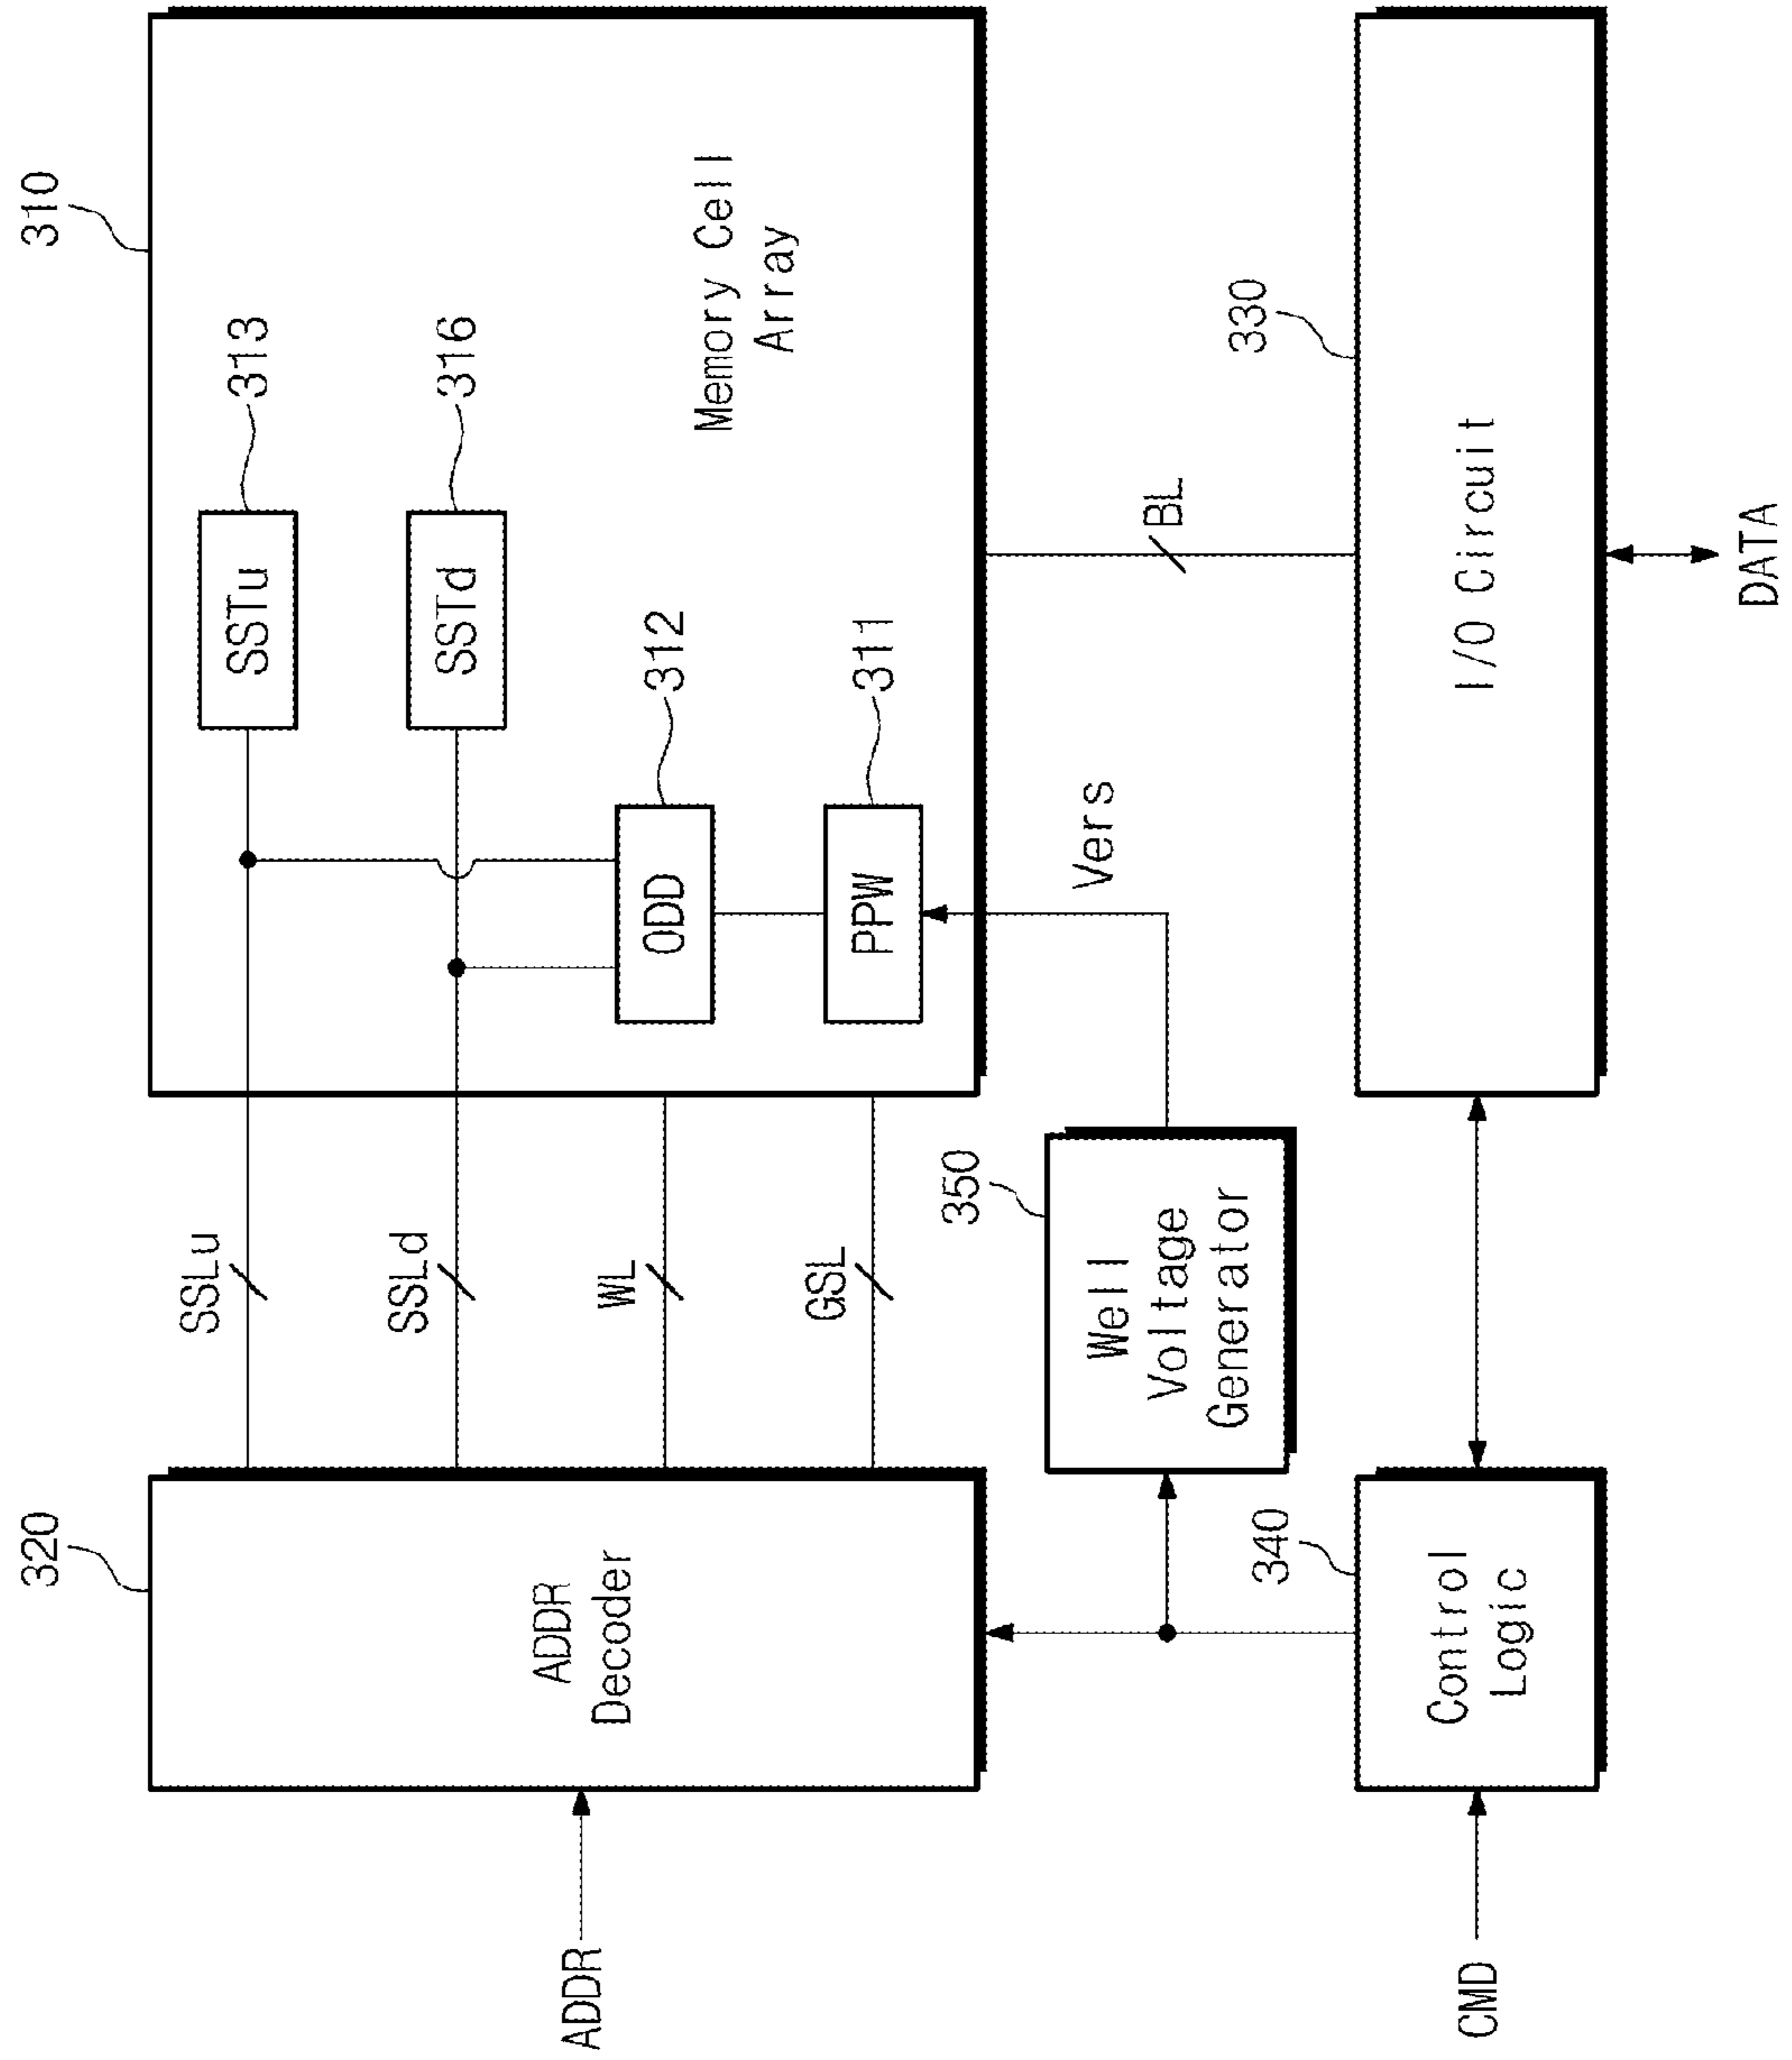 310
320
SSLu
SSTu
313
SSLd
SSTd
316
WL
ODD
312
GSL
PPW
311
Memory Cell
Array
ADDR
Decoder
ADDR
350
Well
Voltage
Generator
Vers
BL
330
340
Control
Logic
I/O Circuit
CMD
DATA